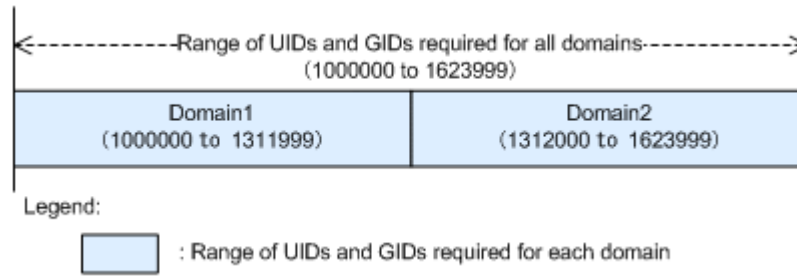 Range of UIDs and GIDs required for all domains
(1000000 to 1623999)
Domain1
(1000000 to 1311999)
Domain2
(1312000 to 1623999)
Legend:
: Range of UIDs and GIDs required for each domain